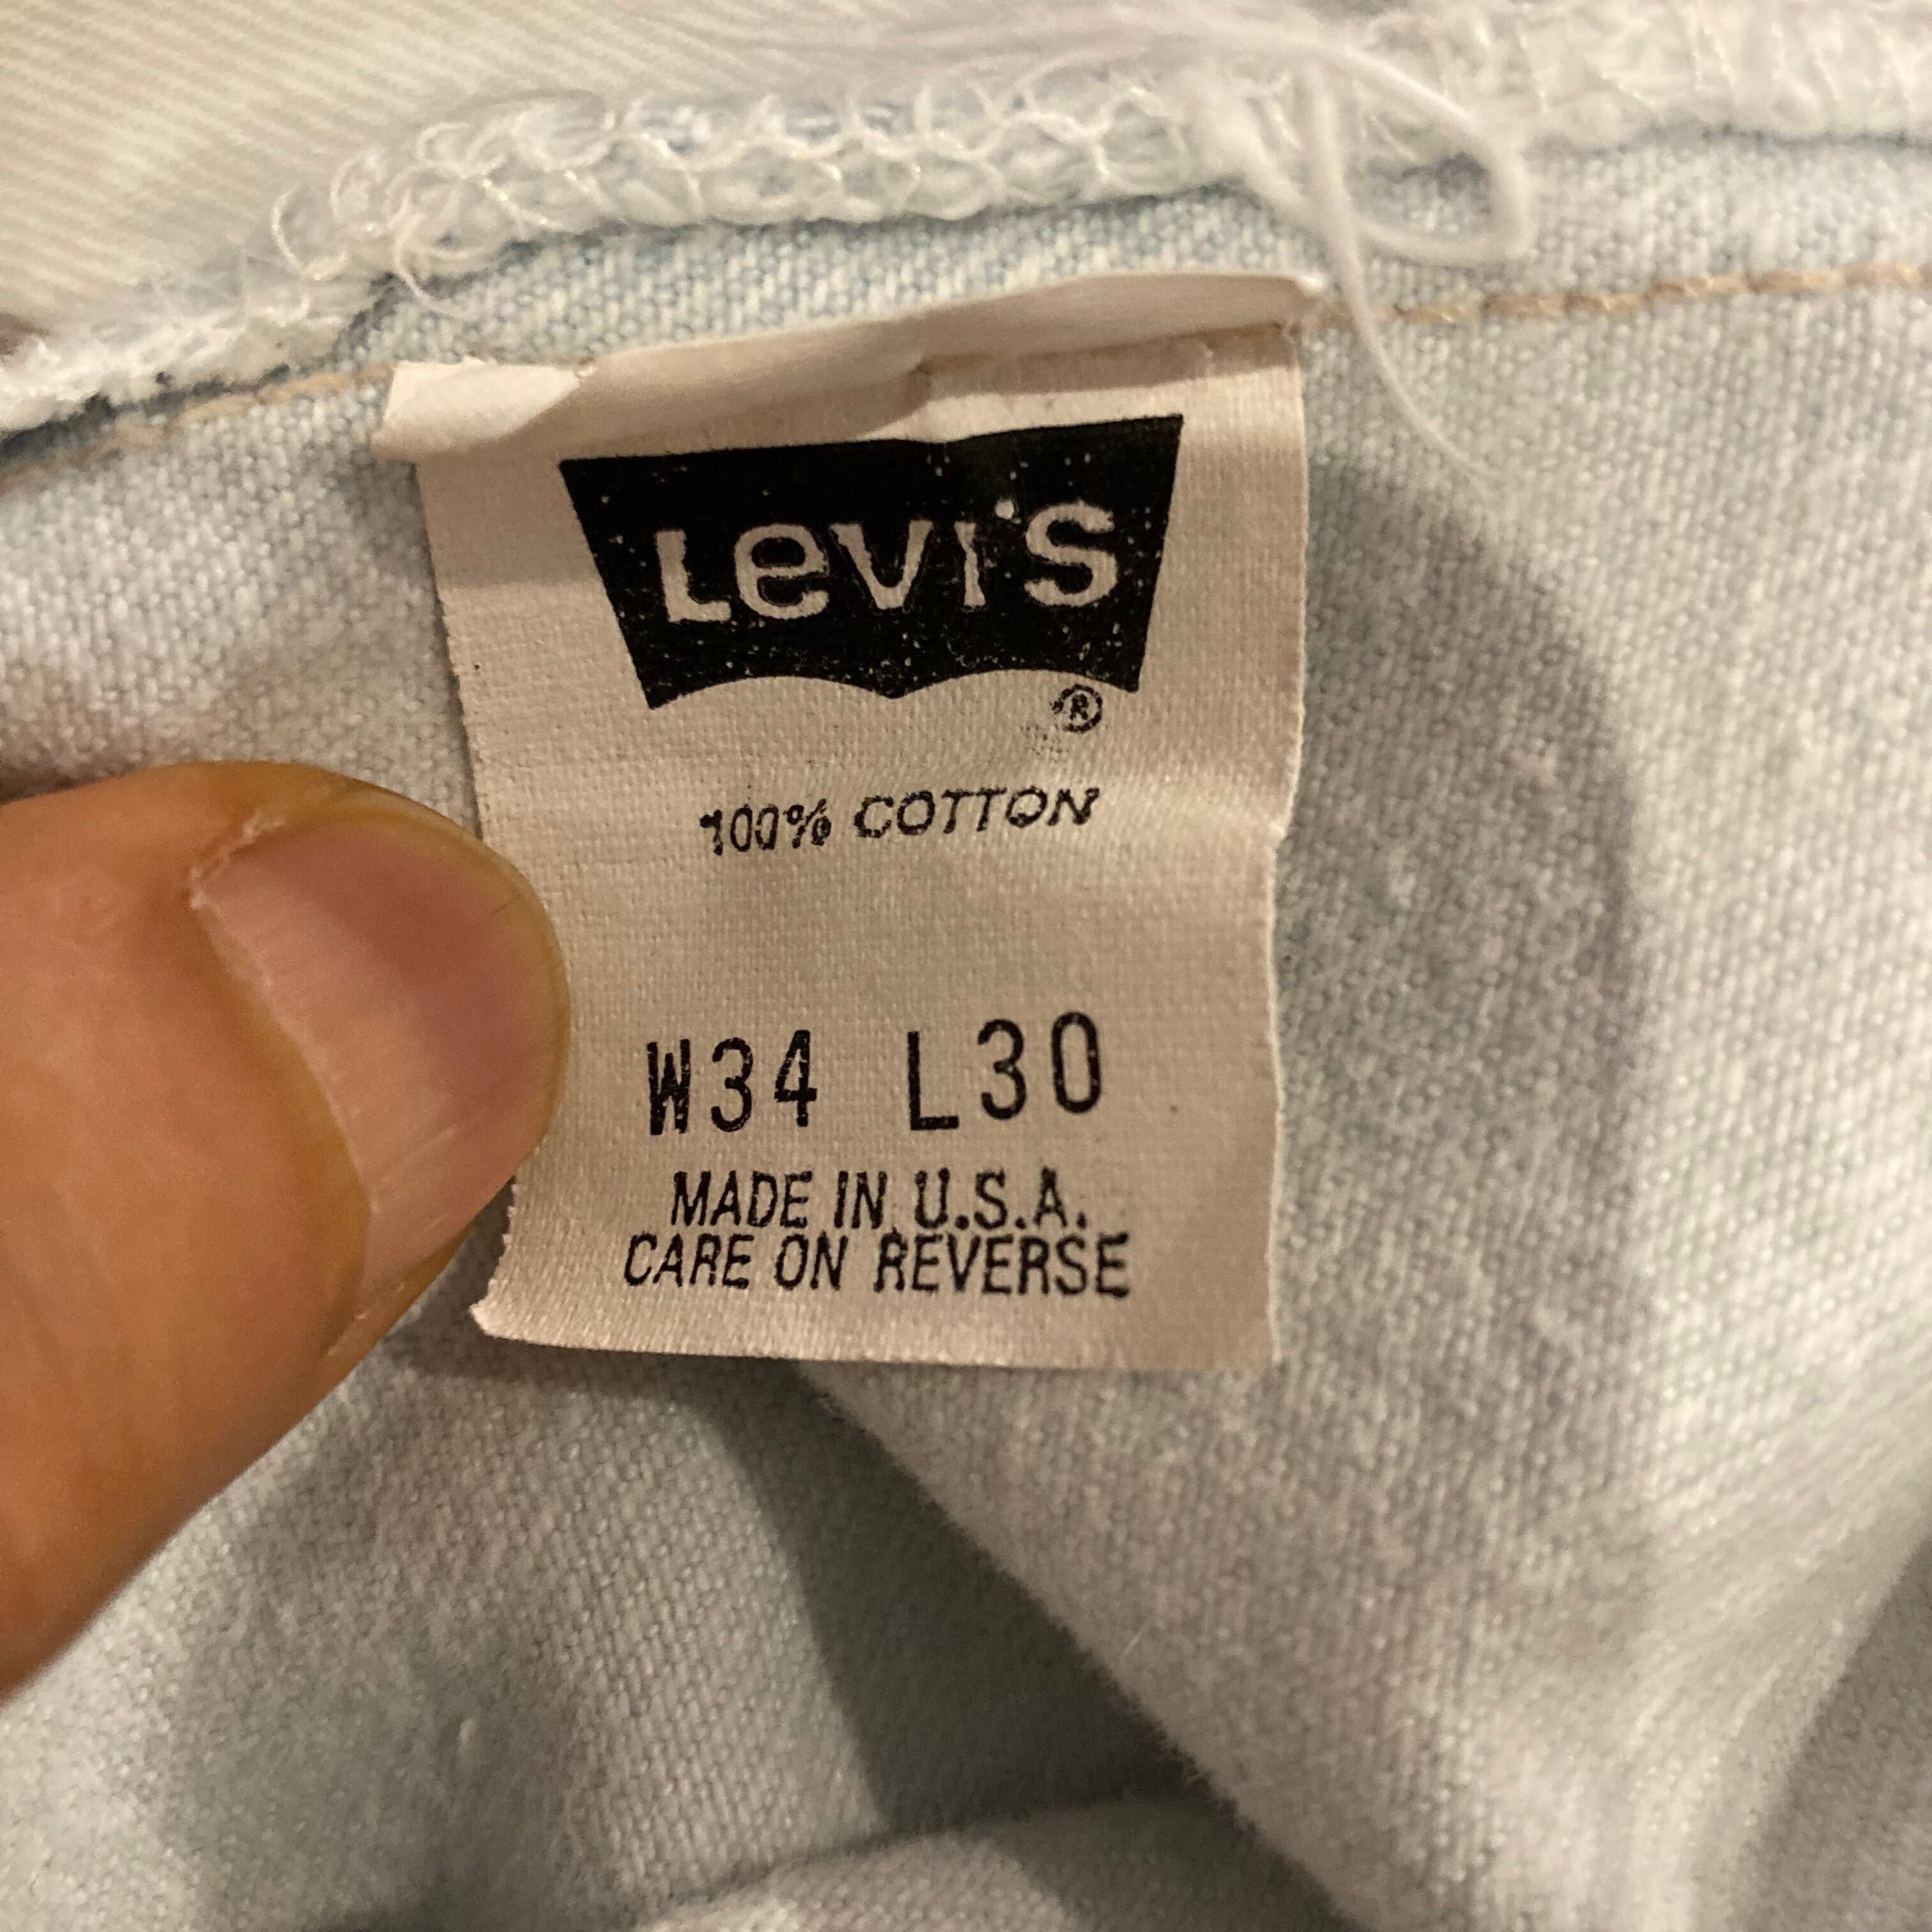 Levi's
®
100% COTTON
W34 L30
MADE IN U.S.A.
CARE ON REVERSE